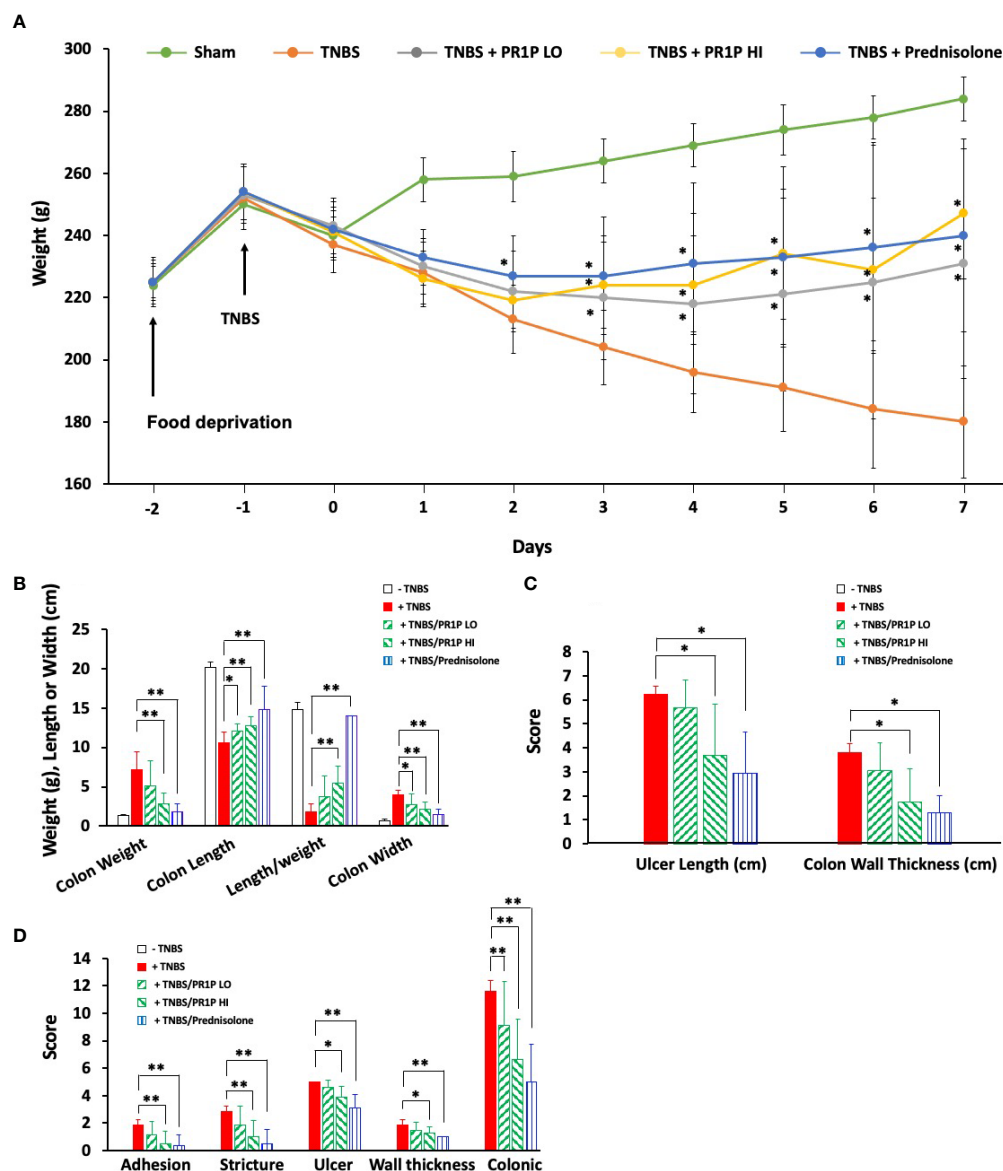 A
Sham TNBS TNBS + PR1P LO TNBS + PR1P HI TNBS + Prednisolone
300
280
260
240
220
200
180
160
Weight (g)
* * * * * *
* * * * *
* * * * *
TNBS
Food deprivation
-2 -1 0 1 2 3 4 5 6 7
Days
B
- TNBS
+ TNBS
+ TNBS/PR1P LO
+ TNBS/PR1P HI
+ TNBS/Prednisolone
Weight (g), Length or Width (cm)
25
20
15
10
5
0
**
**
**
**
*
**
**
**
**
*
Colon Weight
Colon Length
Length/weight
Colon Width
C
- TNBS
+ TNBS
+ TNBS/PR1P LO
+ TNBS/PR1P HI
+ TNBS/Prednisolone
Score
8
7
6
5
4
3
2
1
0
*
*
*
*
Ulcer Length (cm) Colon Wall Thickness (cm)
D
- TNBS
+ TNBS
+ TNBS/PR1P LO
+ TNBS/PR1P HI
+ TNBS/Prednisolone
Score
14
12
10
8
6
4
2
0
**
**
**
**
**
*
**
*
**
**
**
Adhesion Stricture Ulcer Wall thickness Colonic